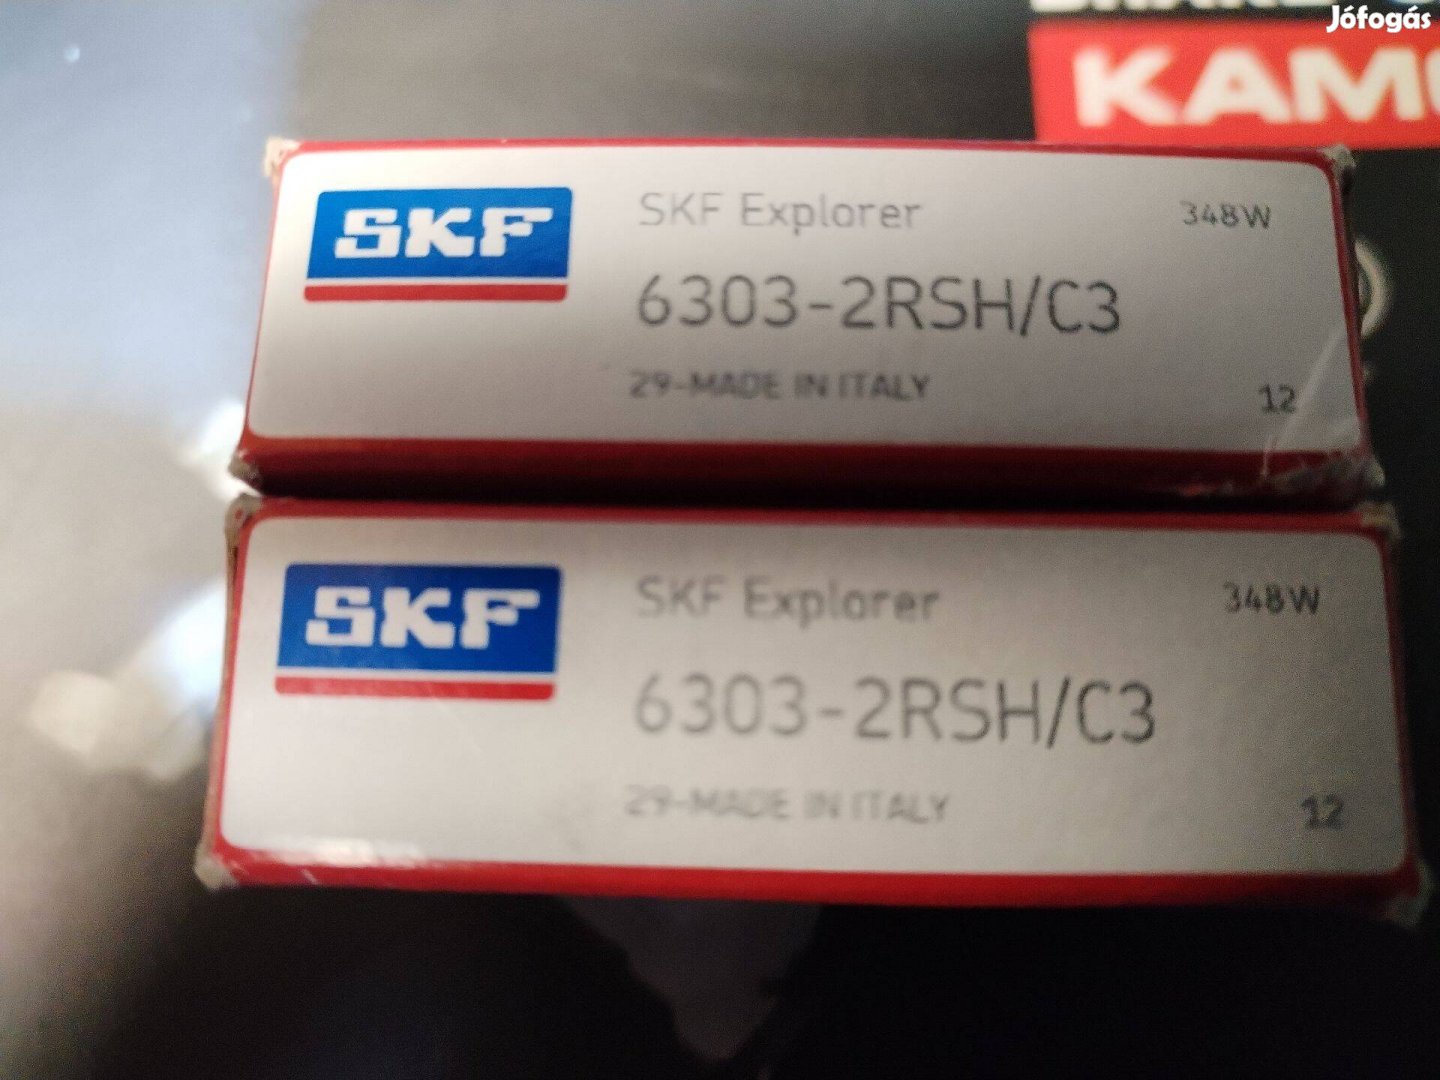 Jófogás
KAM
SKF
SKF Explorer
348W
6303-2RSH/C3
29-MADE IN ITALY
12
SKF
SKF Explorer
348W
6303-2RSH/C3
29-MADE IN ITALY
12